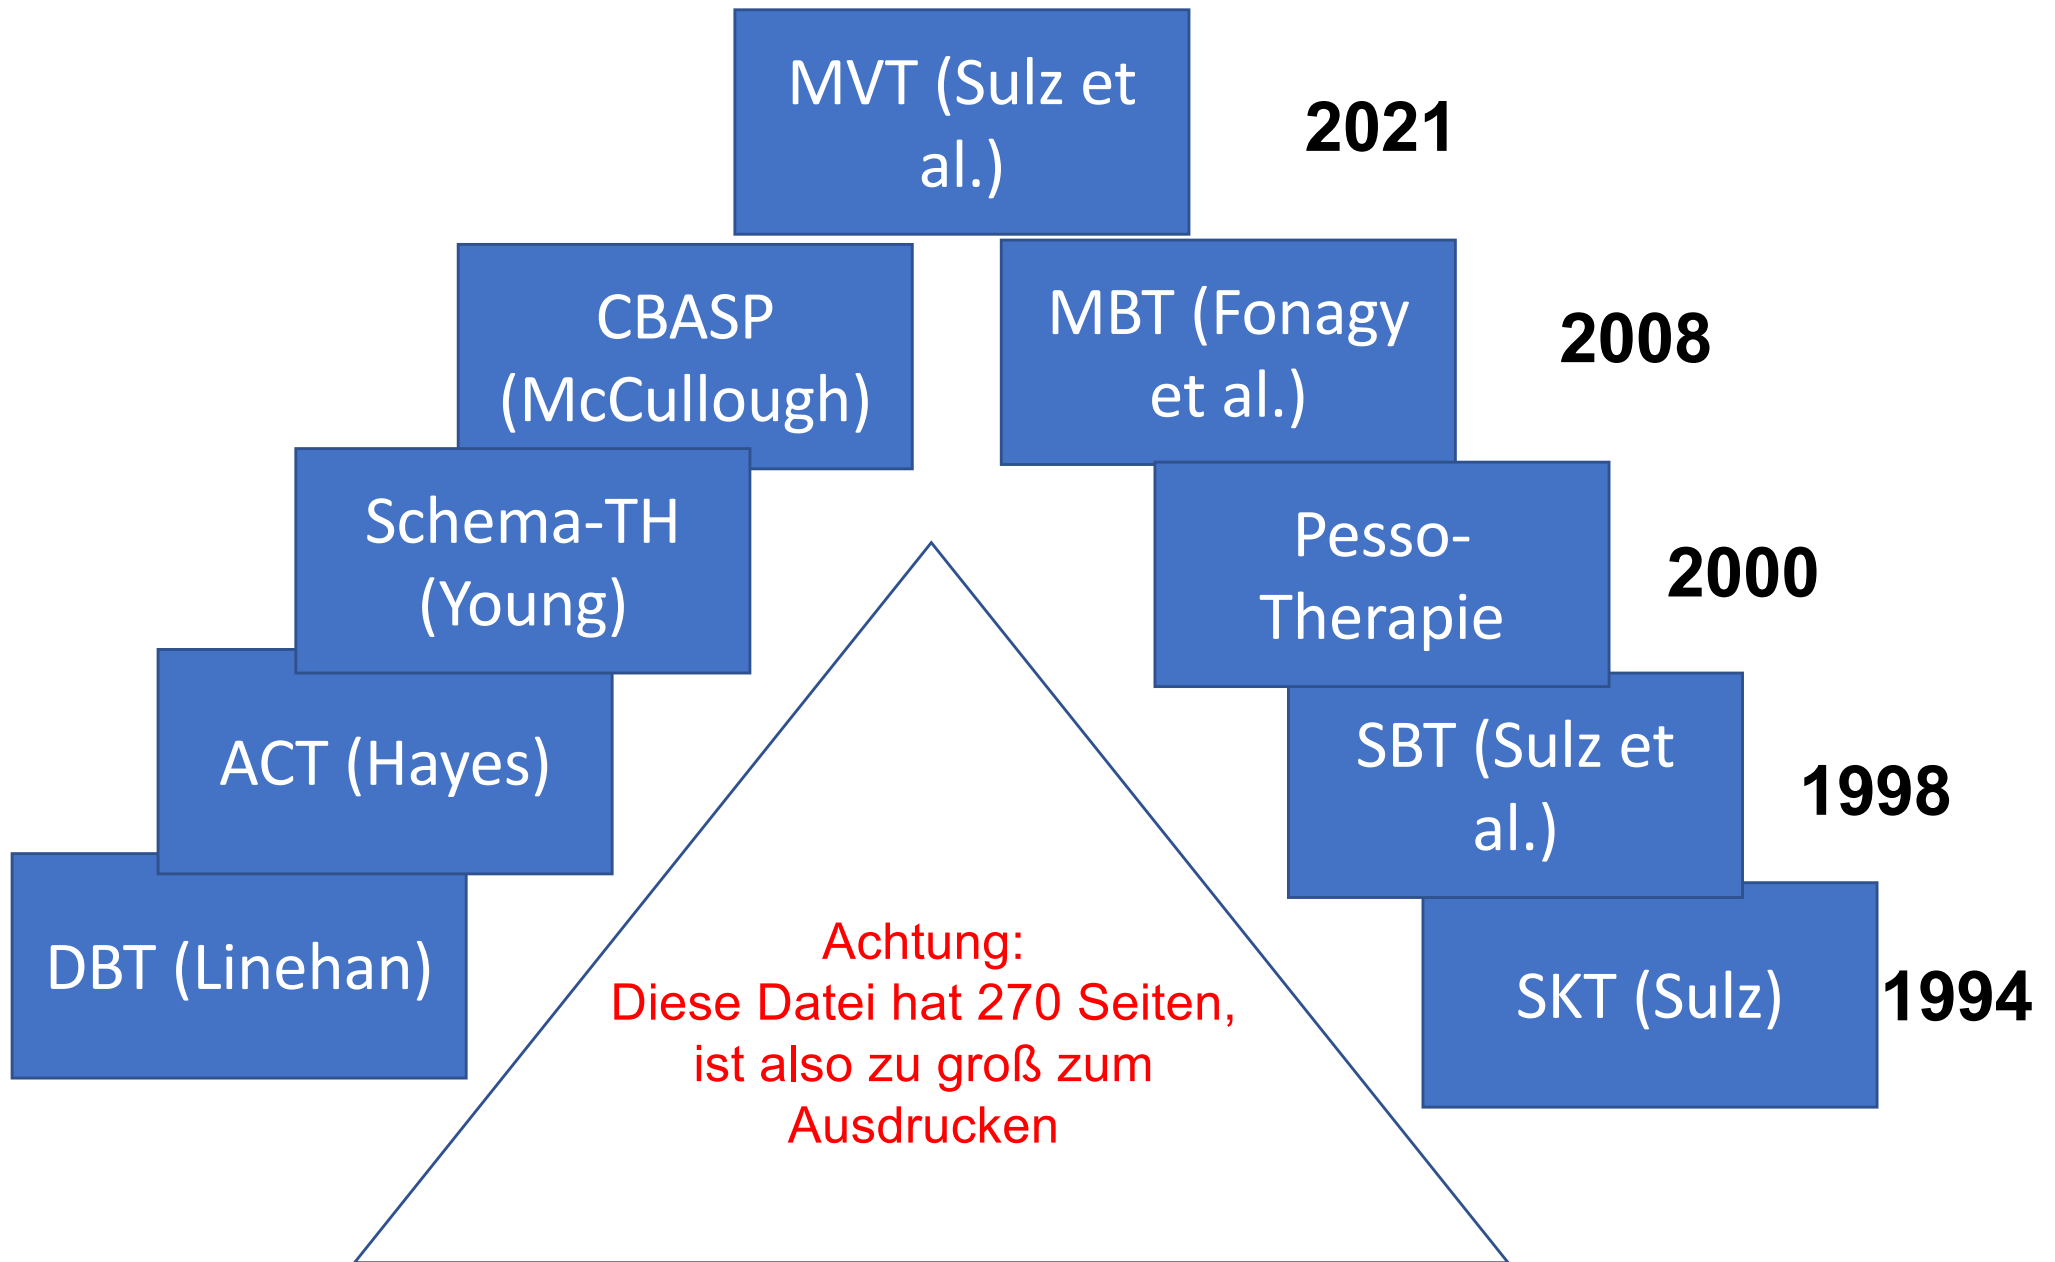 MVT (Sulz et
al.)
2021
CBASP
(McCullough)
MBT (Fonagy
et al.)
2008
Schema-TH
(Young)
Pesso-
Therapie
2000
ACT (Hayes)
SBT (Sulz et
al.)
1998
DBT (Linehan)
SKT (Sulz)
1994
Achtung:
Diese Datei hat 270 Seiten,
ist also zu groß zum
Ausdrucken